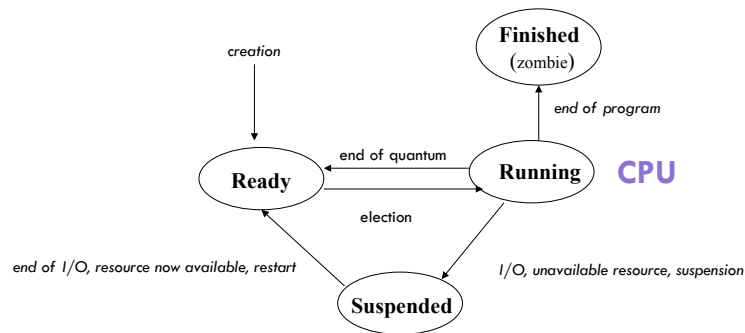 Finished
(zombie)
creation
end of program
end of quantum
Ready
Running
CPU
election
end of I/O, resource now available, restart
I/O, unavailable resource, suspension
Suspended